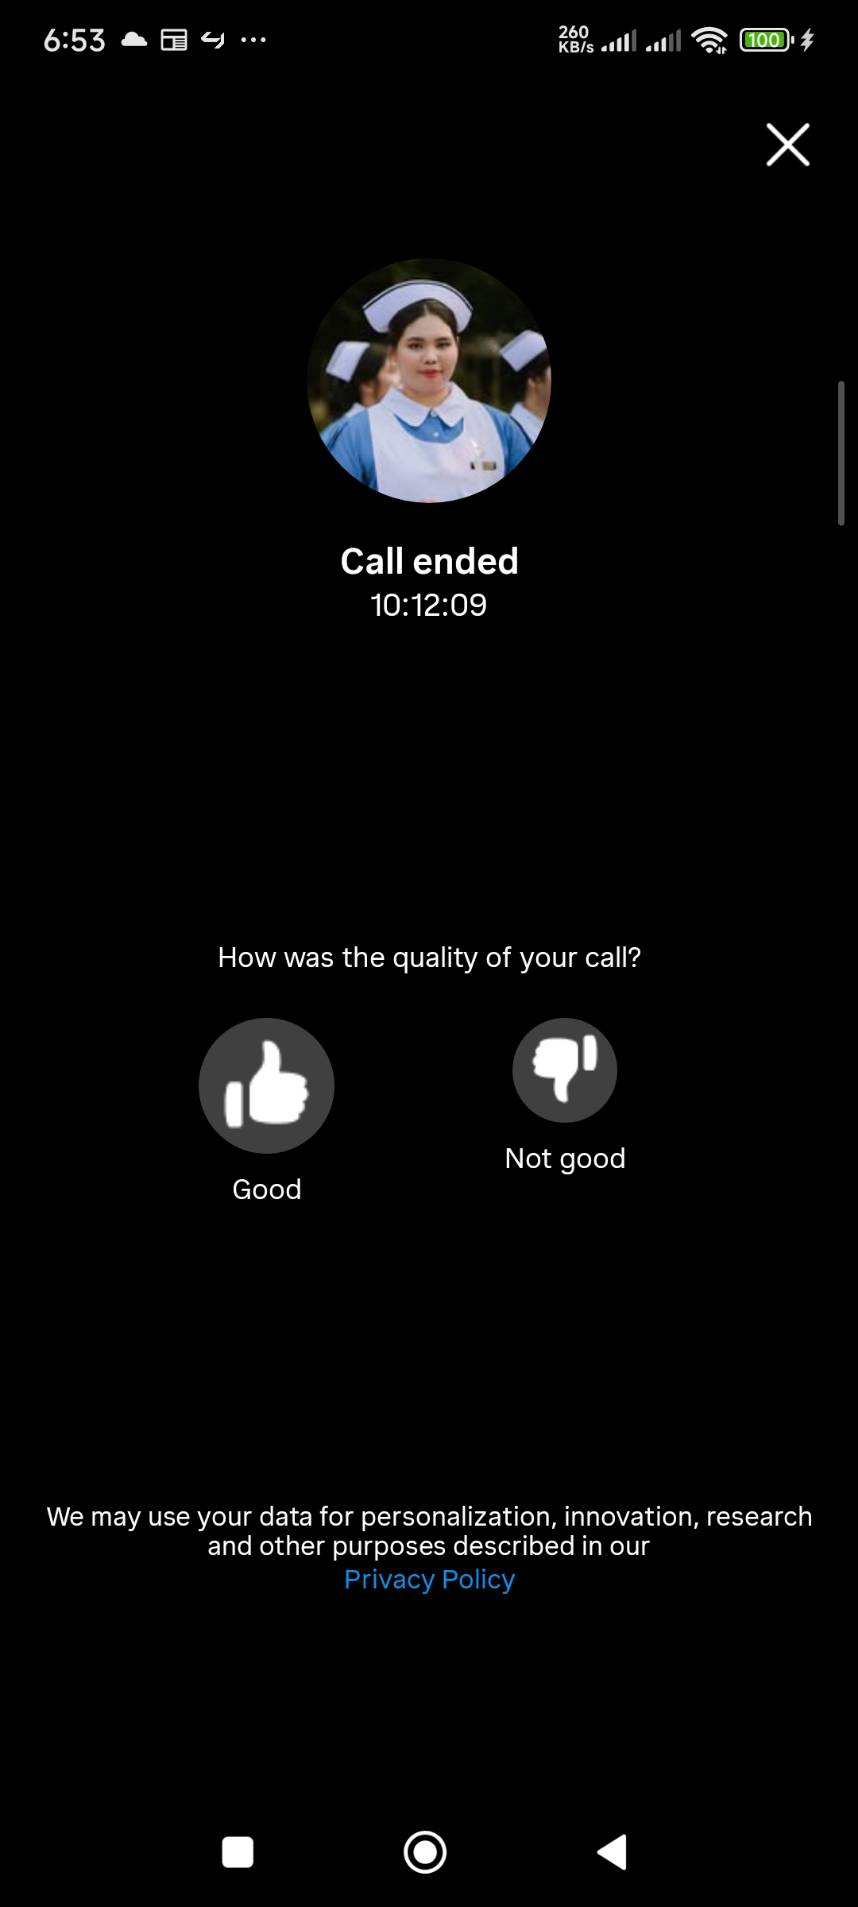 6:53
260
KB/s
100
Call ended
10:12:09
How was the quality of your call?
Good
Not good
We may use your data for personalization, innovation, research
and other purposes described in our
Privacy Policy